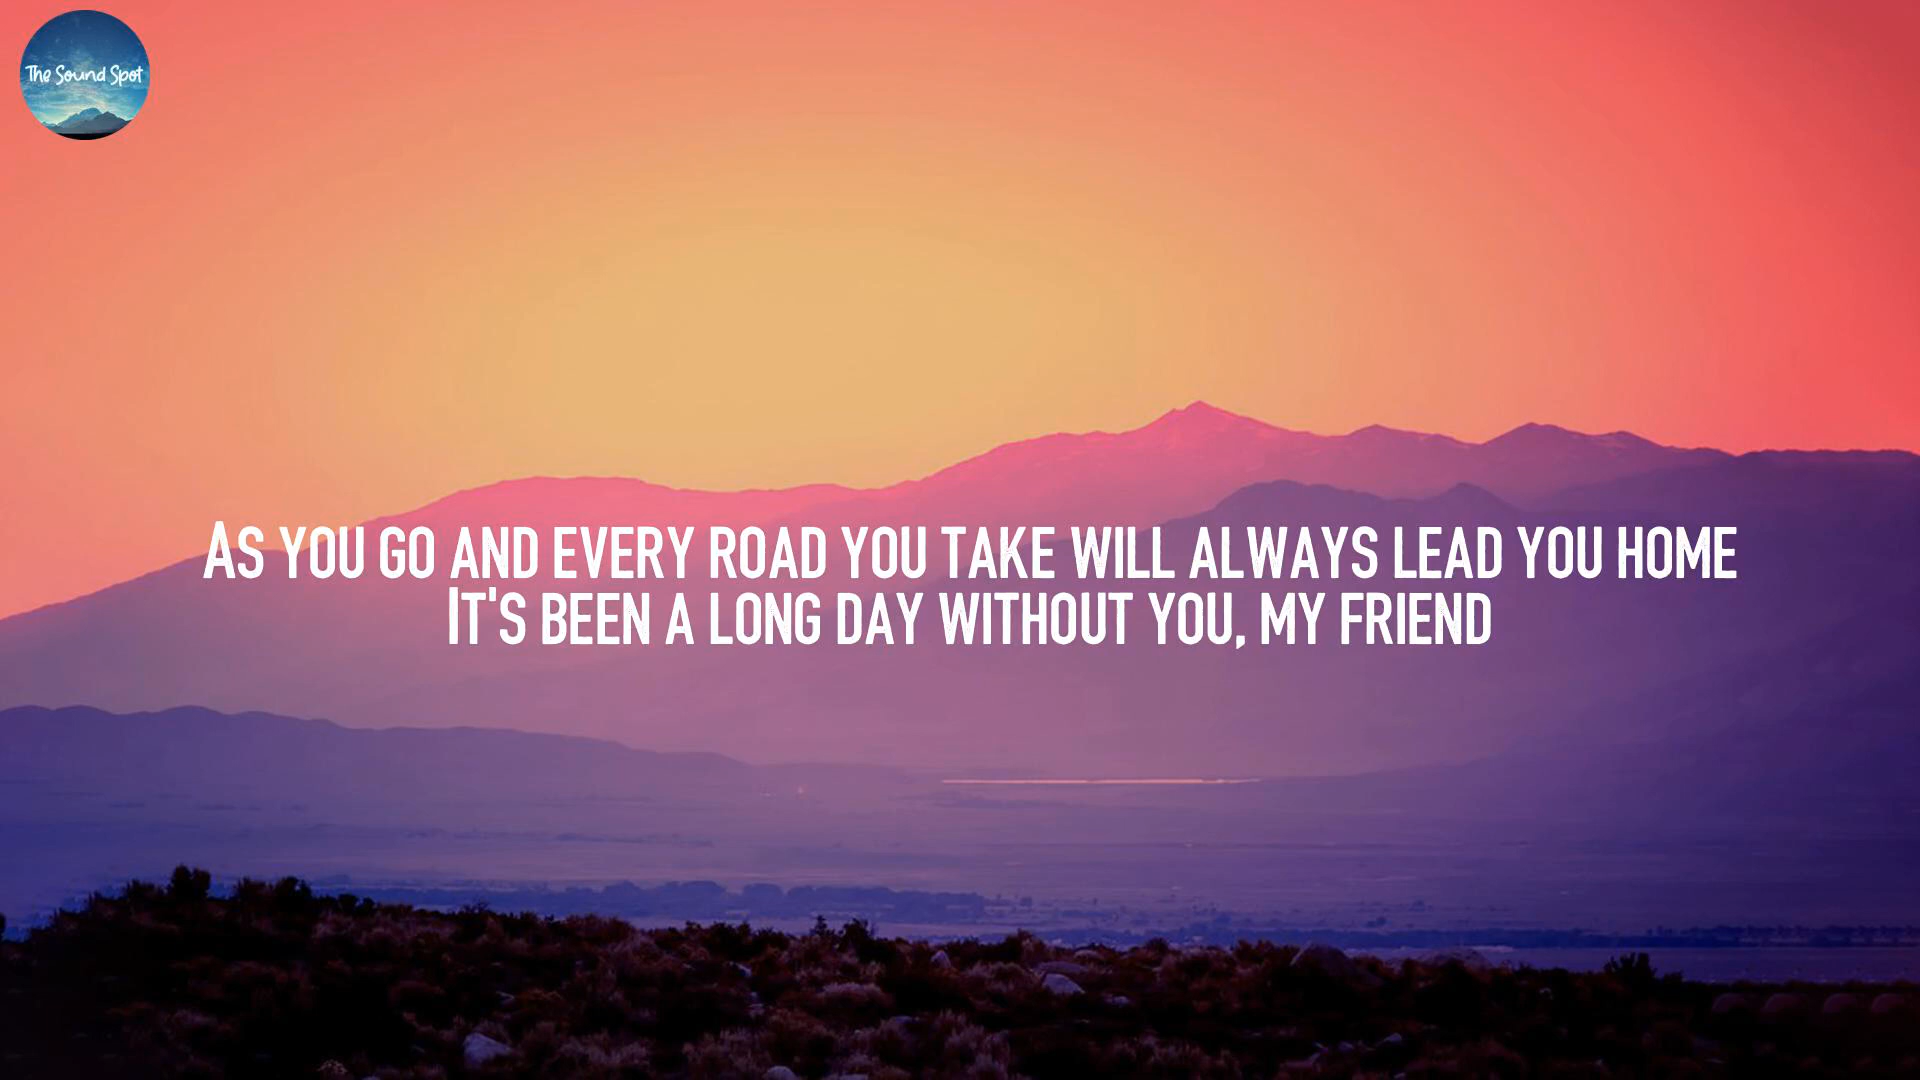 The Sound Spot
As you go and every road you take will always lead you home
It's been a long day without you, my friend